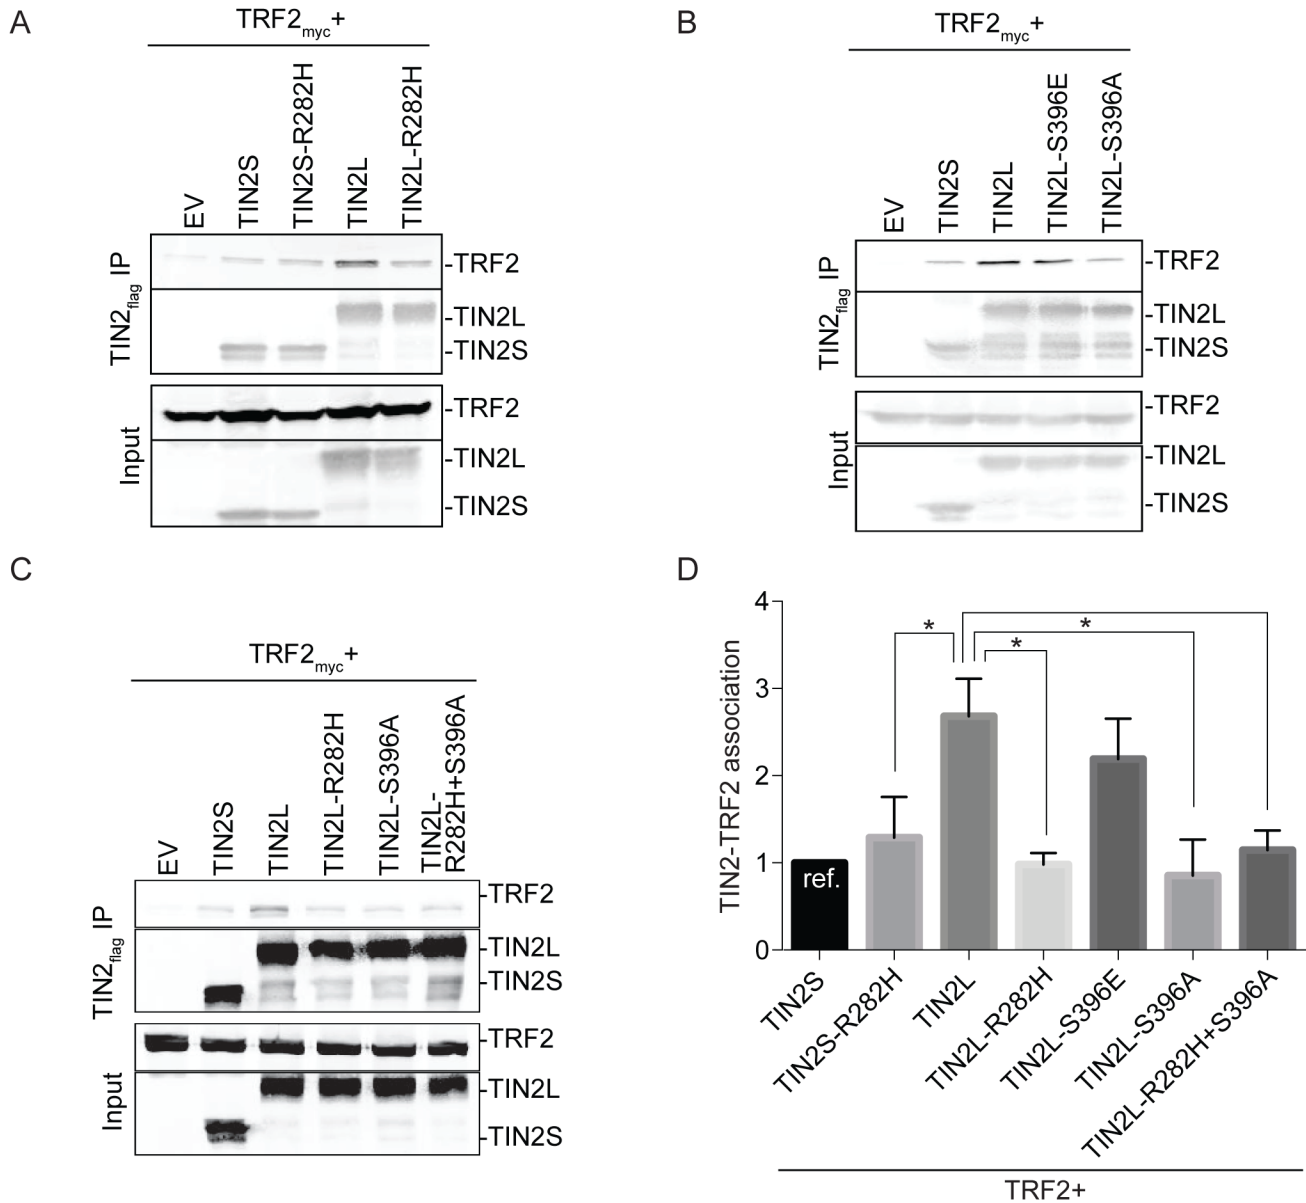 A
TRF2myc+
EV
TIN2S
TIN2S-R282H
TIN2L
TIN2L-R282H
TIN2flag IP
-TRF2
-TIN2L
-TIN2S
Input
-TRF2
-TIN2L
-TIN2S
B
TRF2myc+
EV
TIN2S
TIN2L
TIN2L-S396E
TIN2L-S396A
TIN2flag IP
-TRF2
-TIN2L
-TIN2S
Input
-TRF2
-TIN2L
-TIN2S
C
TRF2myc+
EV
TIN2S
TIN2L
TIN2L-R282H
TIN2L-S396A
TIN2L-
R282H+S396A
TIN2flag IP
-TRF2
-TIN2L
-TIN2S
Input
-TRF2
-TIN2L
-TIN2S
D
TIN2-TRF2 association
4
3
2
1
0
*
*
*
ref.
TIN2S
TIN2S-R282H
TIN2L
TIN2L-R282H
TIN2L-S396E
TIN2L-S396A
TIN2L-R282H+S396A
TRF2+